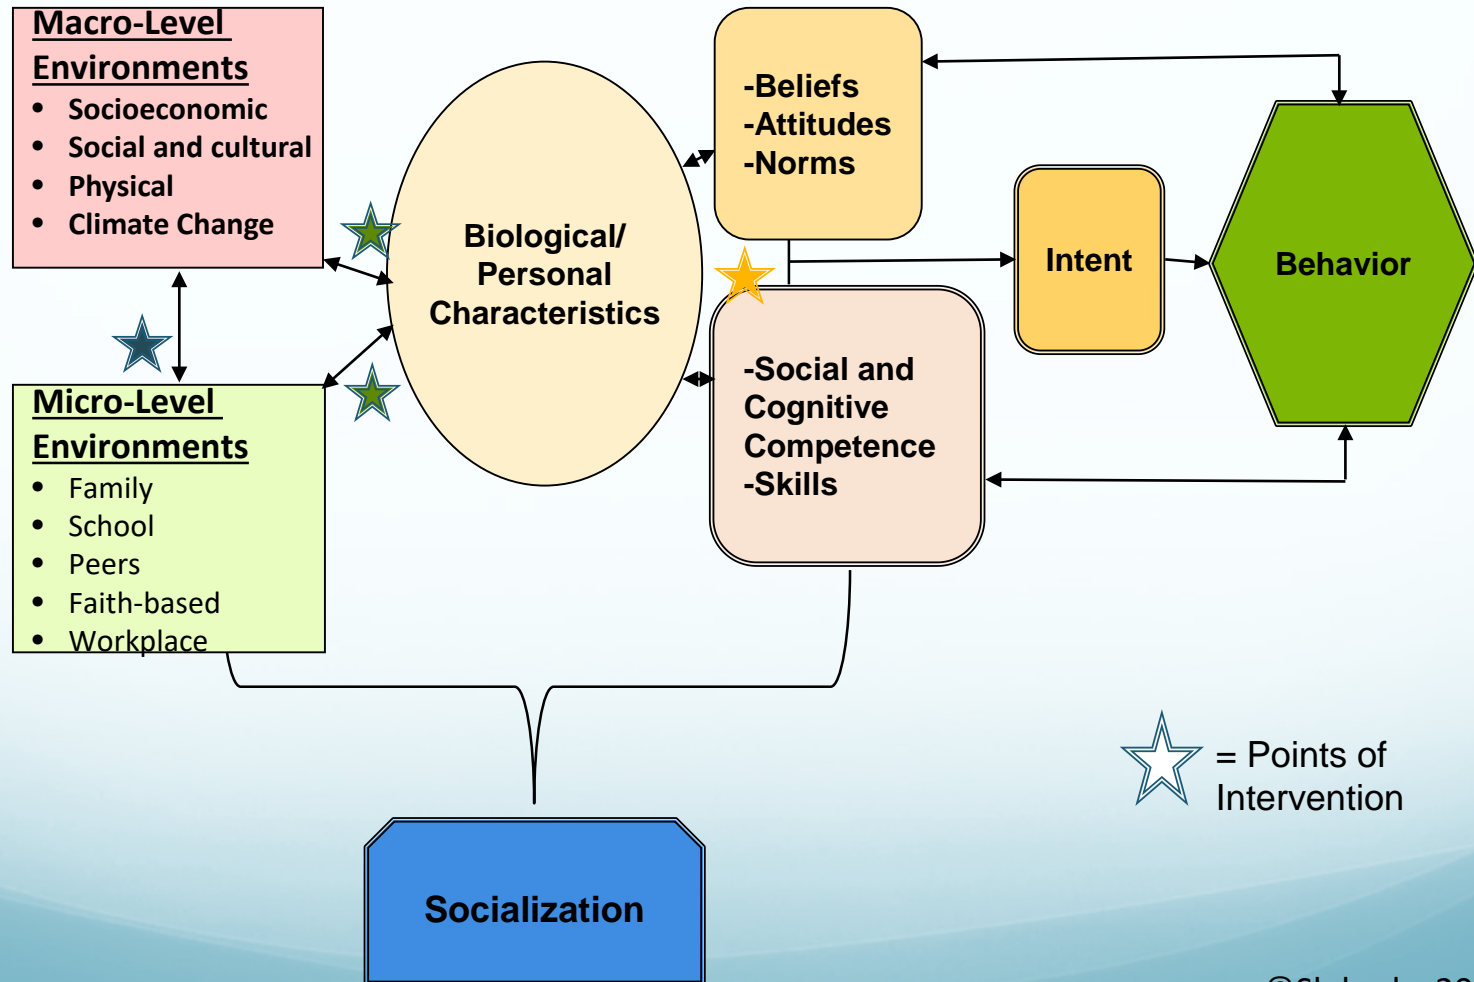 Macro-Level
Environments
• Socioeconomic
• Social and cultural
• Physical
• Climate Change
Micro-Level
Environments
• Family
• School
• Peers
• Faith-based
• Workplace
Biological/
Personal
Characteristics
-Beliefs
-Attitudes
-Norms
-Social and
Cognitive
Competence
-Skills
Intent
Behavior
= Points of
Intervention
Socialization